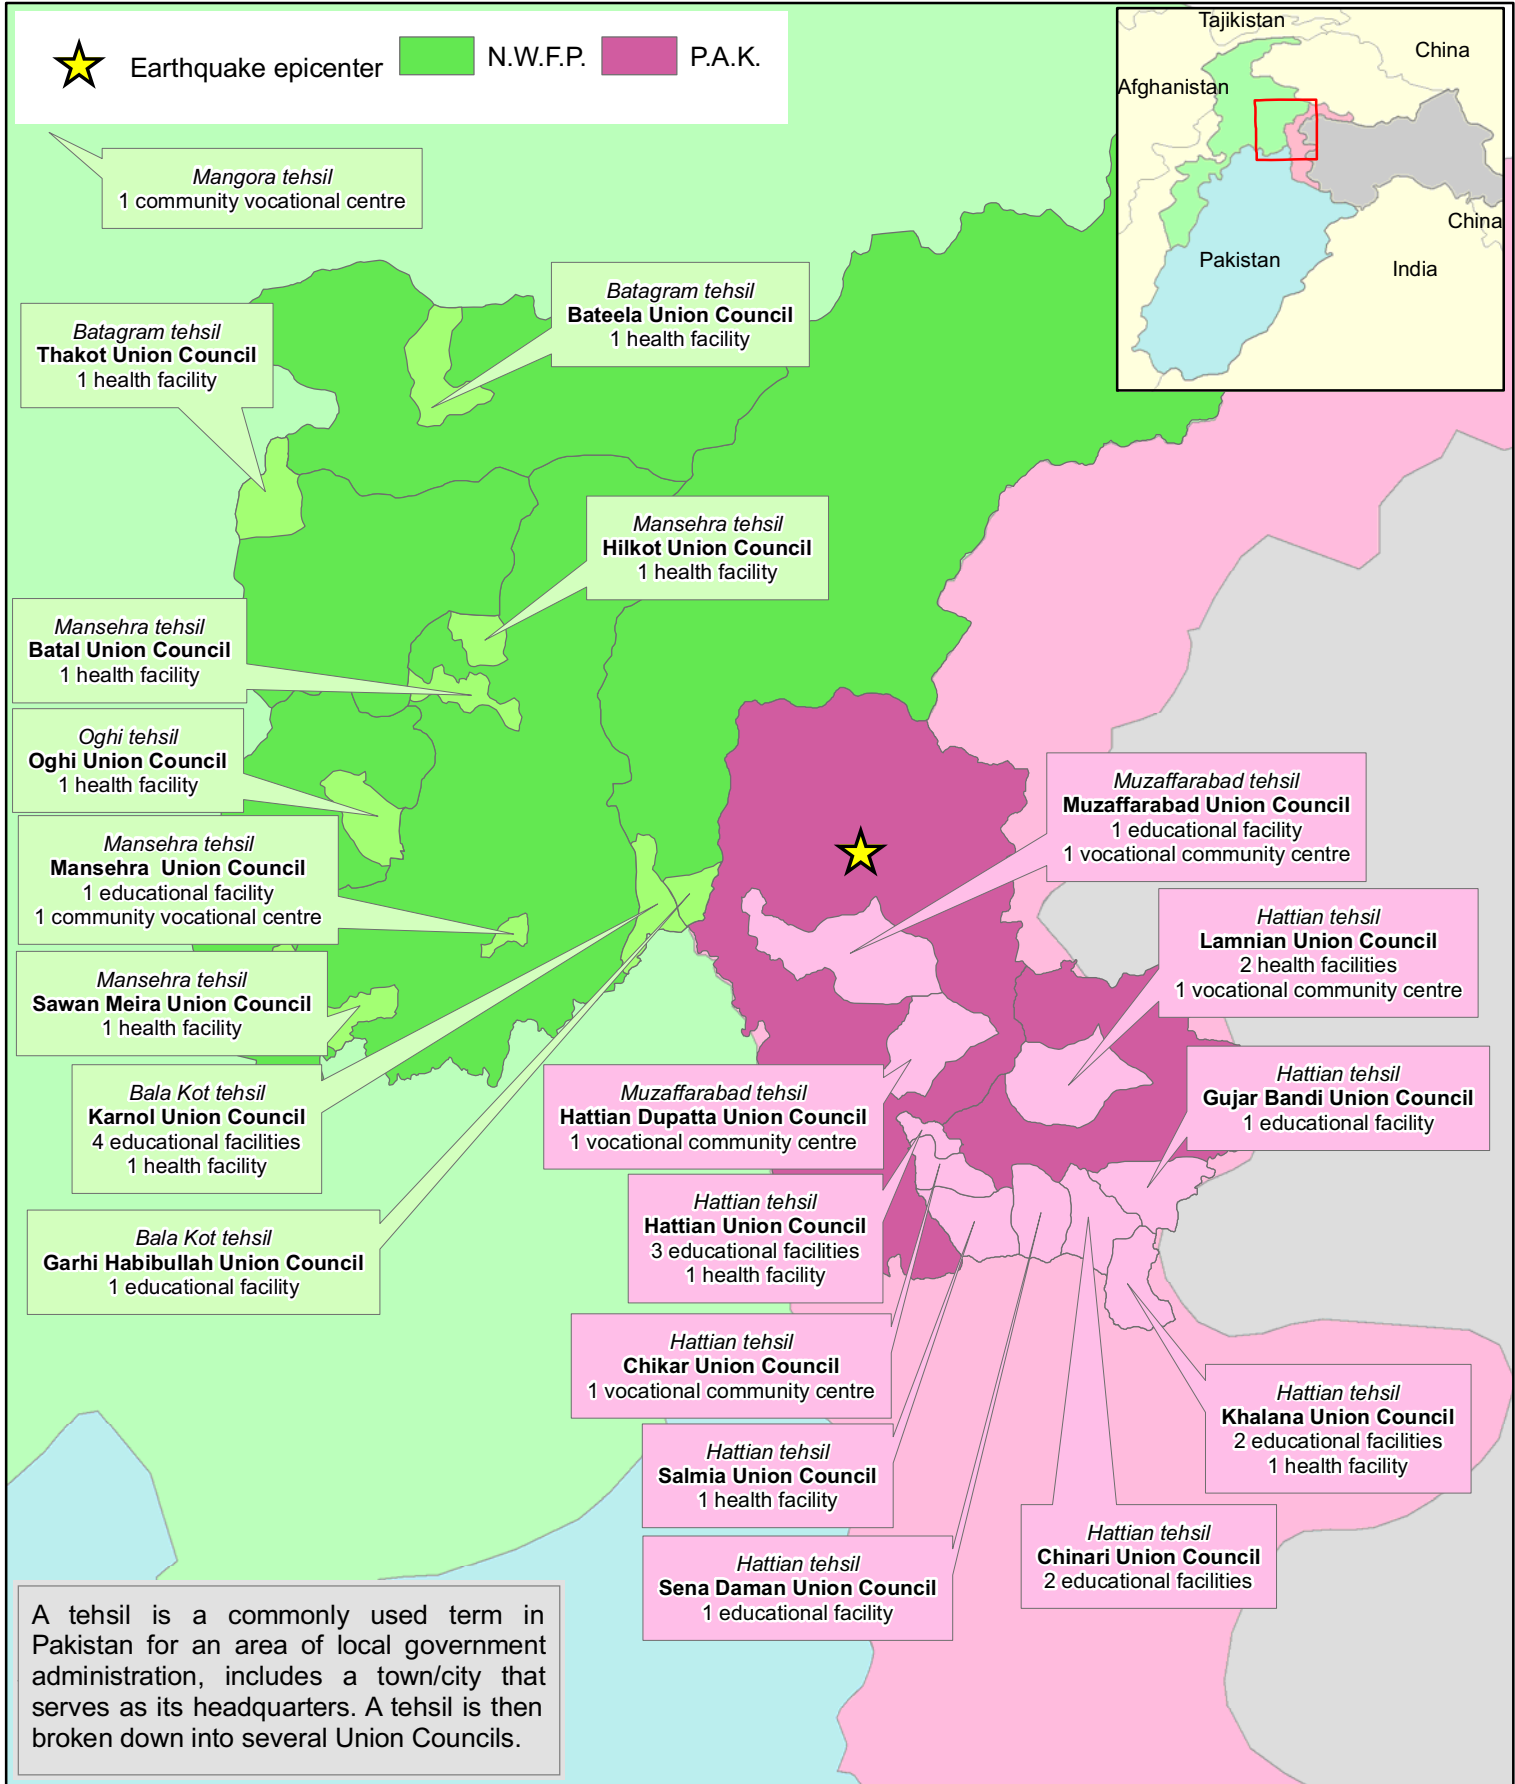 Earthquake epicenter
N.W.F.P.
P.A.K.
Tajikistan
China
Afghanistan
China
Pakistan
India
Mangora tehsil
1 community vocational centre
Batagram tehsil
Bateela Union Council
1 health facility
Batagram tehsil
Thakot Union Council
1 health facility
Mansehra tehsil
Hilkot Union Council
1 health facility
Mansehra tehsil
Batal Union Council
1 health facility
Oghi tehsil
Oghi Union Council
1 health facility
Mansehra tehsil
Mansehra Union Council
1 educational facility
1 community vocational centre
Mansehra tehsil
Sawan Meira Union Council
1 health facility
Bala Kot tehsil
Karnol Union Council
4 educational facilities
1 health facility
Bala Kot tehsil
Garhi Habibullah Union Council
1 educational facility
Muzaffarabad tehsil
Muzaffarabad Union Council
1 educational facility
1 vocational community centre
Hattian tehsil
Lamnian Union Council
2 health facilities
1 vocational community centre
Hattian tehsil
Gujar Bandi Union Council
1 educational facility
Muzaffarabad tehsil
Hattian Dupatta Union Council
1 vocational community centre
Hattian tehsil
Hattian Union Council
3 educational facilities
1 health facility
Hattian tehsil
Chikar Union Council
1 vocational community centre
Hattian tehsil
Salmia Union Council
1 health facility
Hattian tehsil
Sena Daman Union Council
1 educational facility
Hattian tehsil
Khalana Union Council
2 educational facilities
1 health facility
Hattian tehsil
Chinari Union Council
2 educational facilities
A tehsil is a commonly used term in
Pakistan for an area of local government
administration, includes a town/city that
serves as its headquarters. A tehsil is then
broken down into several Union Councils.